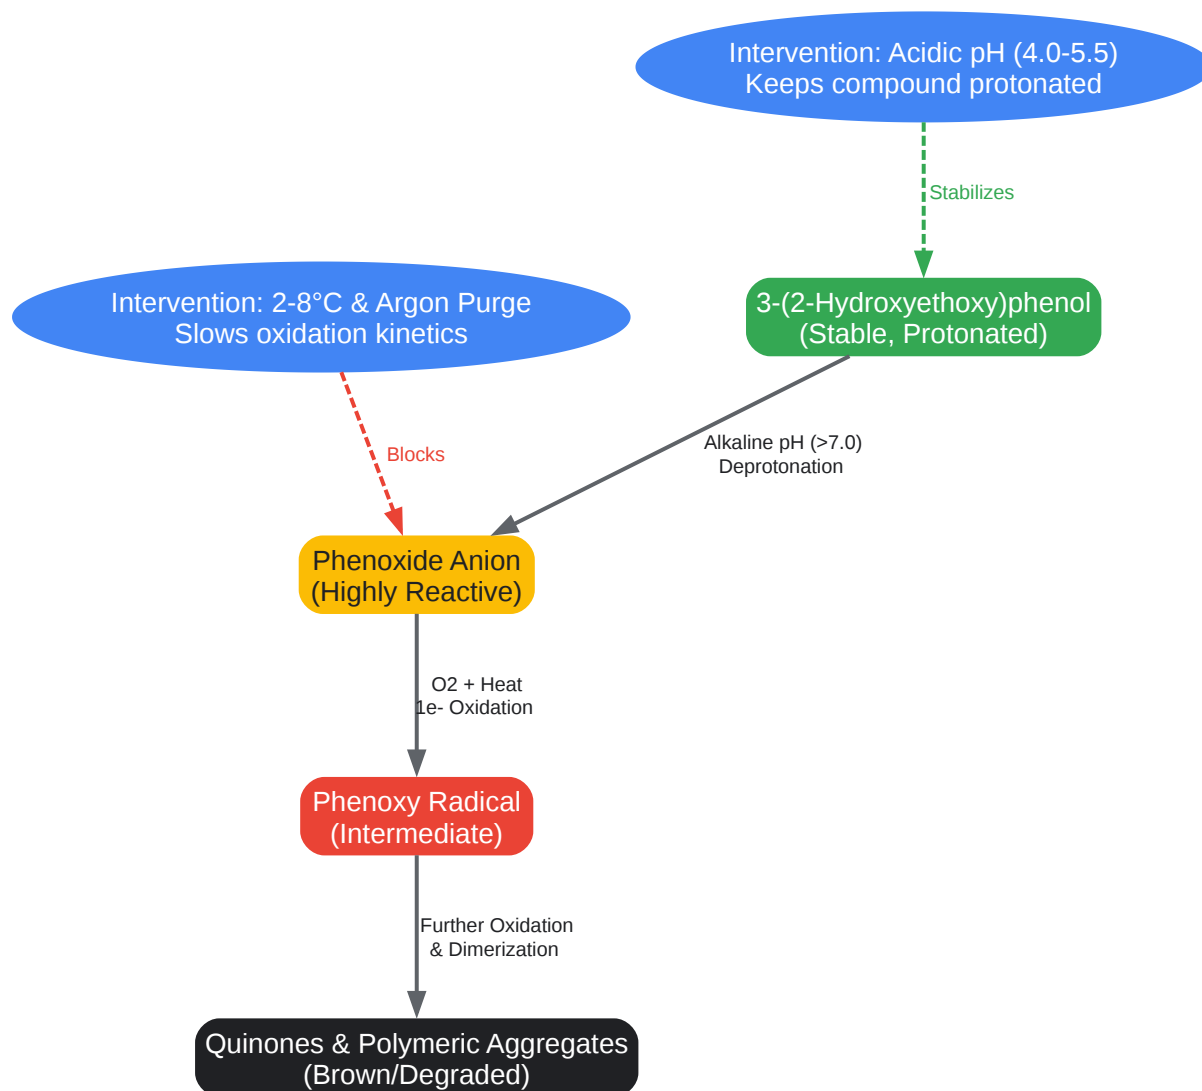 Intervention: Acidic pH (4.0-5.5)
Keeps compound protonated
Stabilizes
Intervention: 2-8°C & Argon Purge
Slows oxidation kinetics
3-(2-Hydroxyethoxy)phenol
(Stable, Protonated)
Blocks
Alkaline pH (>7.0)
Deprotonation
Phenoxide Anion
(Highly Reactive)
O2 + Heat
1e- Oxidation
Phenoxy Radical
(Intermediate)
Further Oxidation
& Dimerization
Quinones & Polymeric Aggregates
(Brown/Degraded)